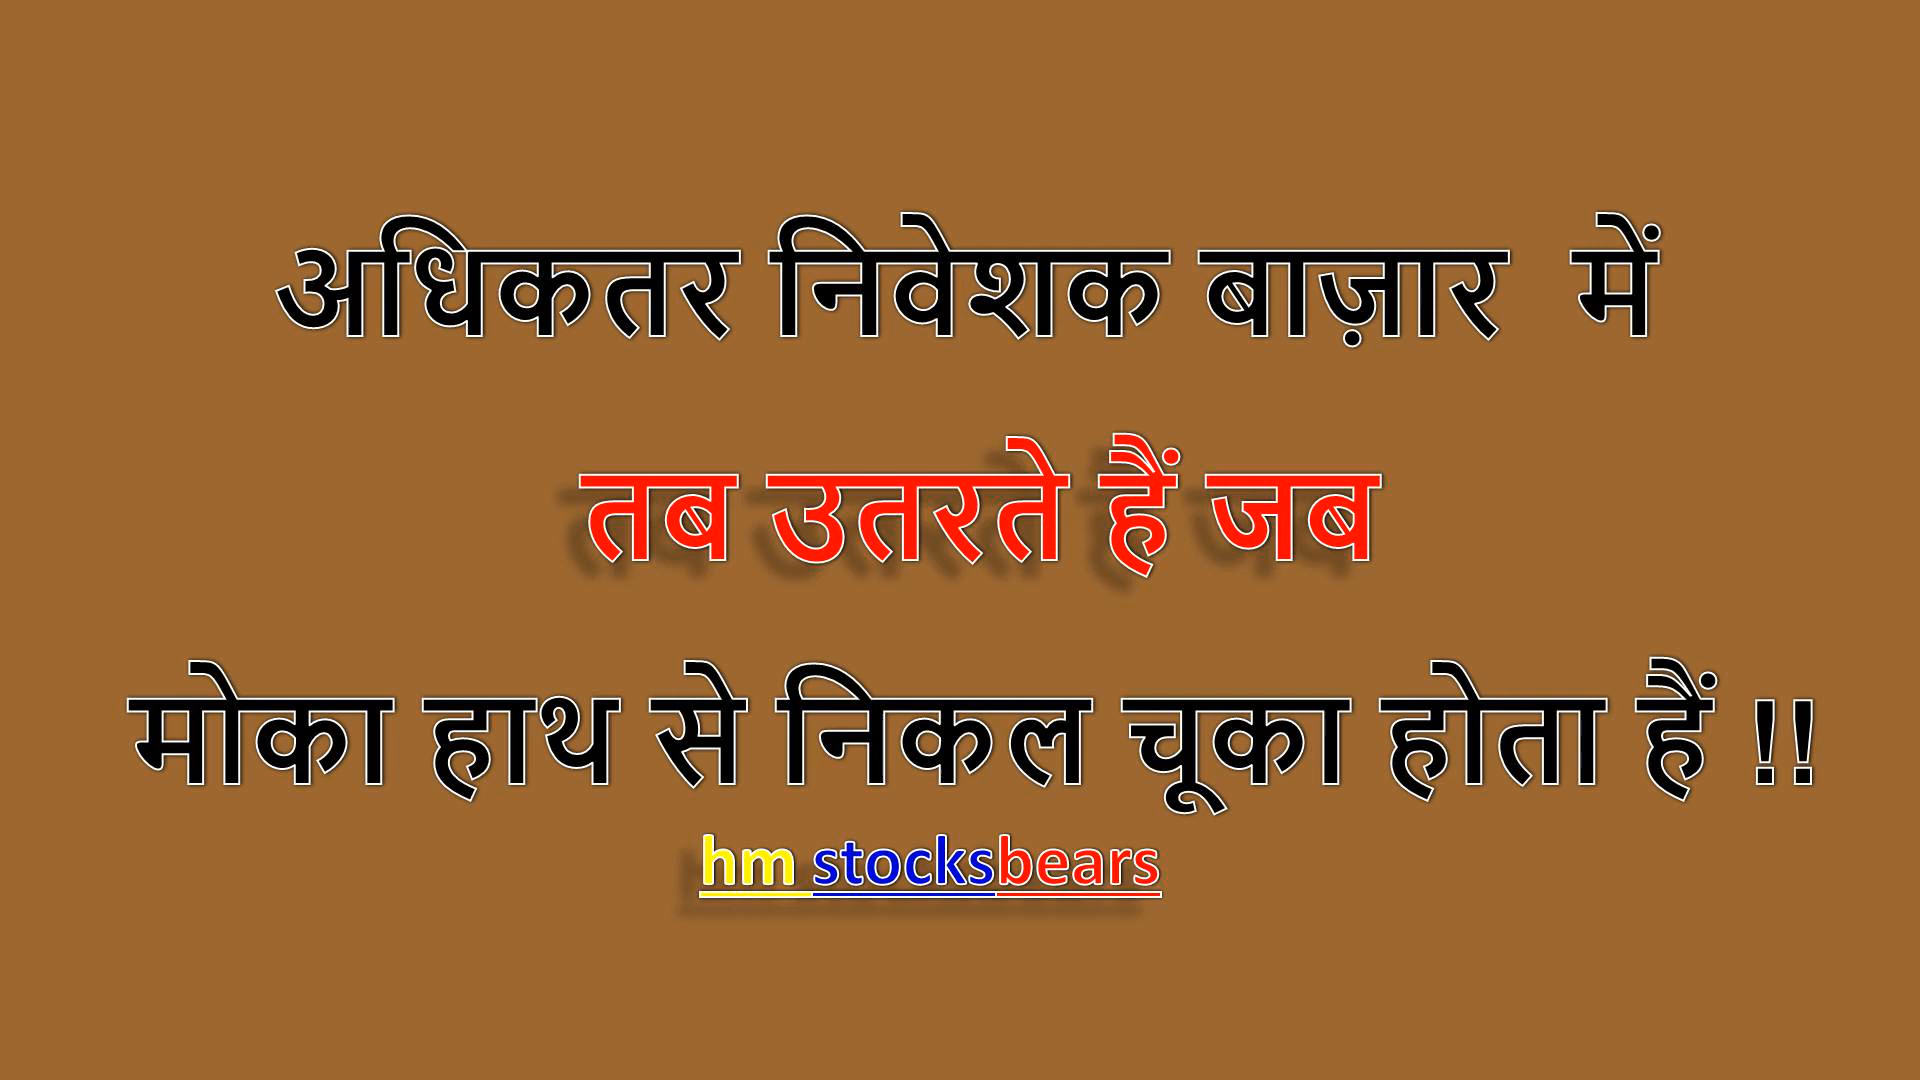 अधिकतर निवेशक बाज़ार में
तब उतरते हैं जब
मोका हाथ से निकल चूका होता हैं !!
hm stocksbears